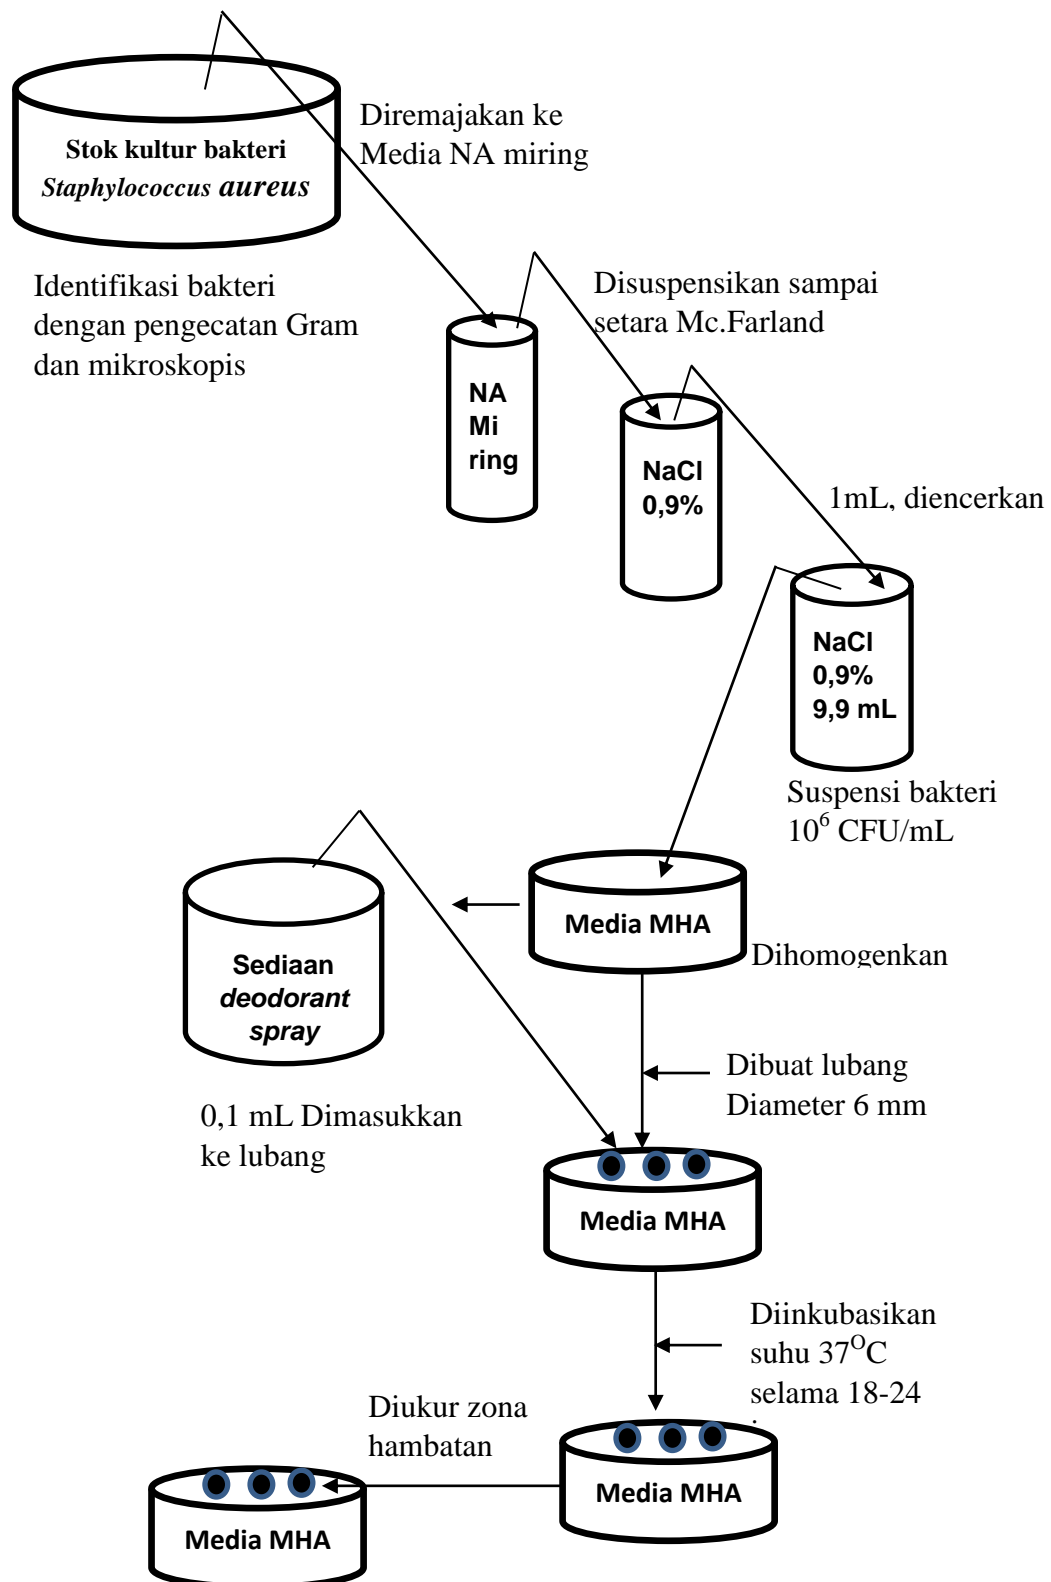 Stok kultur bakteri
Staphylococcus aureus
Diremajakan ke
Media NA miring
Identifikasi bakteri
dengan pengecatan Gram
dan mikroskopis
NA
Mi
ring
Disuspensikan sampai
setara Mc.Farland
NaCl
0,9%
1mL, diencerkan
NaCl
0,9%
9,9 mL
Suspensi bakteri
10⁶ CFU/mL
Media MHA
Dihomogenkan
Sediaan
deodorant
spray
0,1 mL Dimasukkan
ke lubang
Dibuat lubang
Diameter 6 mm
Media MHA
Diinkubasikan
suhu 37ᴼC
selama 18-24
Diukur zona
hambatan
Media MHA
Media MHA